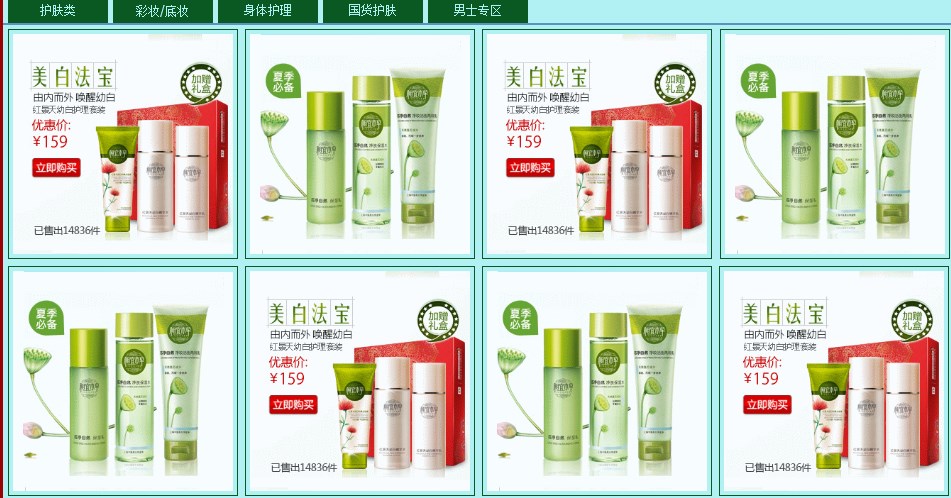 护肤类 彩妆/底妆 身体护理 国货护肤 男士专区
美白法宝
加赠
礼盒
由内而外 唤醒幼白
红景天幼白护理套装
优惠价:
¥159
立即购买
已售出14836件
夏季
必备
美白法宝
加赠
礼盒
由内而外 唤醒幼白
红景天幼白护理套装
优惠价:
¥159
立即购买
已售出14836件
夏季
必备
夏季
必备
美白法宝
加赠
礼盒
由内而外 唤醒幼白
红景天幼白护理套装
优惠价:
¥159
立即购买
已售出14836件
夏季
必备
美白法宝
加赠
礼盒
由内而外 唤醒幼白
红景天幼白护理套装
优惠价:
¥159
立即购买
已售出14836件